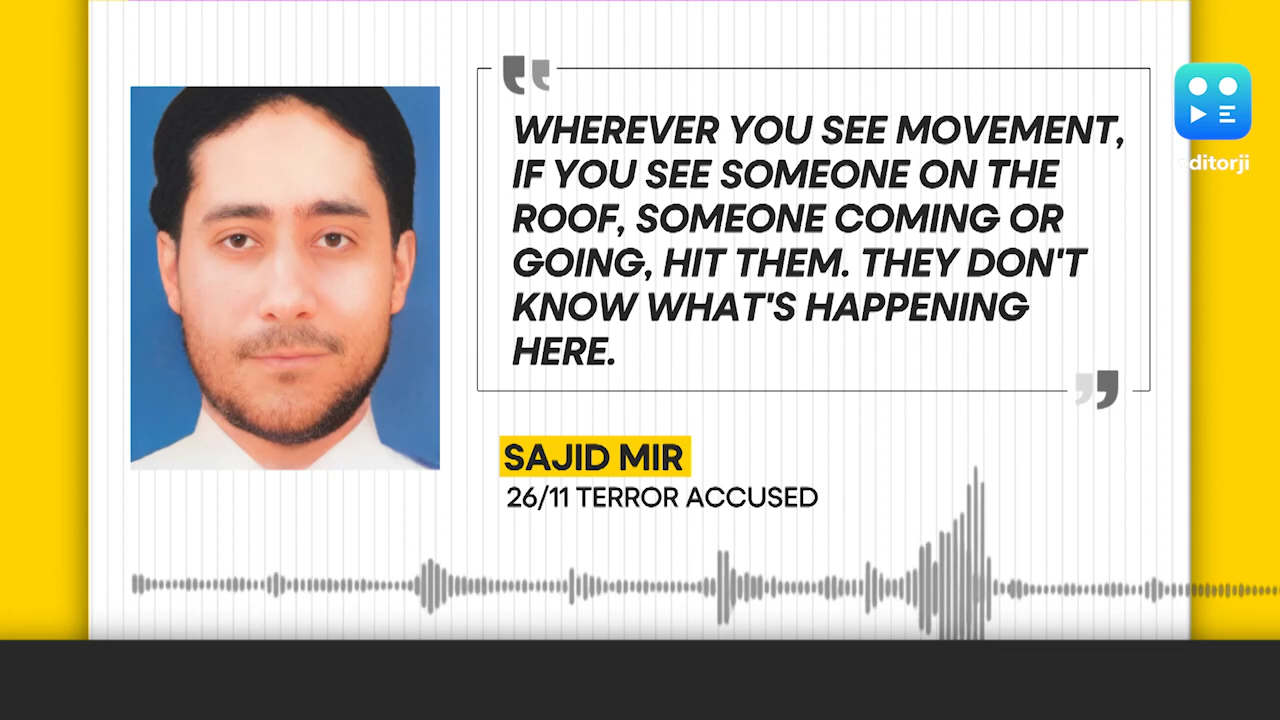 WHEREVER YOU SEE MOVEMENT,
IF YOU SEE SOMEONE ON THE
ROOF, SOMEONE COMING OR
GOING, HIT THEM. THEY DON'T
KNOW WHAT'S HAPPENING
HERE.
SAJID MIR
26/11 TERROR ACCUSED
editorji